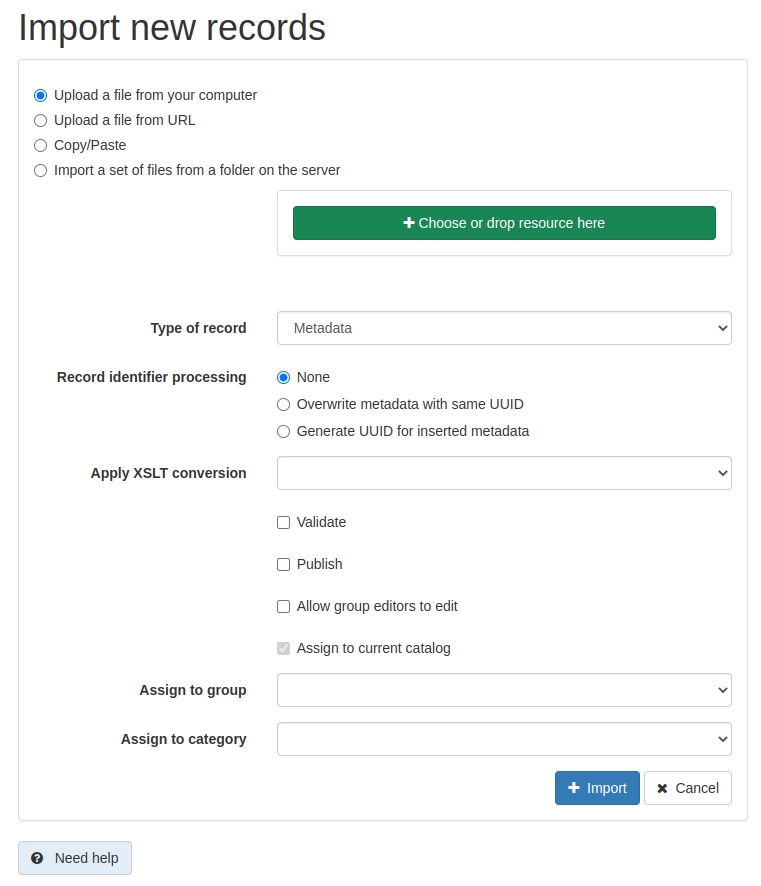 Import new records
Upload a file from your computer
Upload a file from URL
Copy/Paste
Import a set of files from a folder on the server
Choose or drop resource here
Type of record Metadata
Record identifier processing None
Overwrite metadata with same UUID
Generate UUID for inserted metadata
Apply XSLT conversion
Validate
Publish
Allow group editors to edit
Assign to current catalog
Assign to group
Assign to category
Import Cancel
Need help